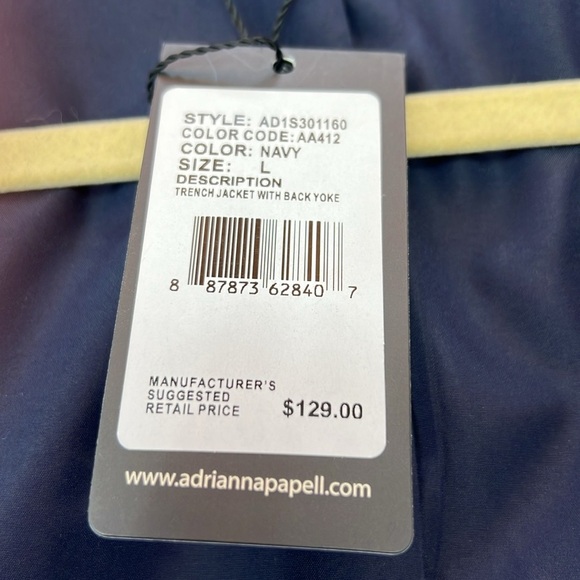 STYLE: AD1S301160
COLOR CODE: AA412
COLOR: NAVY
SIZE: L
DESCRIPTION
TRENCH JACKET WITH BACK YOKE
8 87873 62840 7
MANUFACTURER'S
SUGGESTED
RETAIL PRICE $129.00
www.adriannapapell.com